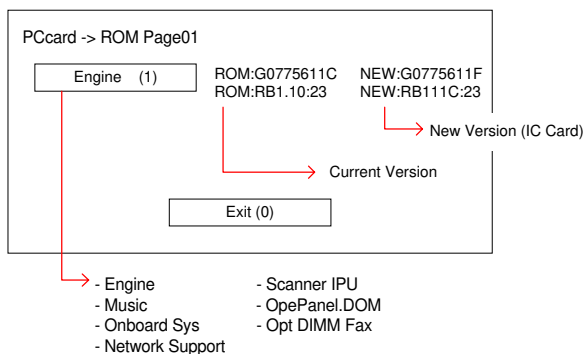 PCcard -> ROM Page01
Engine (1) ROM:G0775611C NEW:G0775611F
ROM:RB1.10:23 NEW:RB111C:23
New Version (IC Card)
Current Version
Exit (0)
- Engine - Scanner IPU
- Music - OpePanel.DOM
- Onboard Sys - Opt DIMM Fax
- Network Support